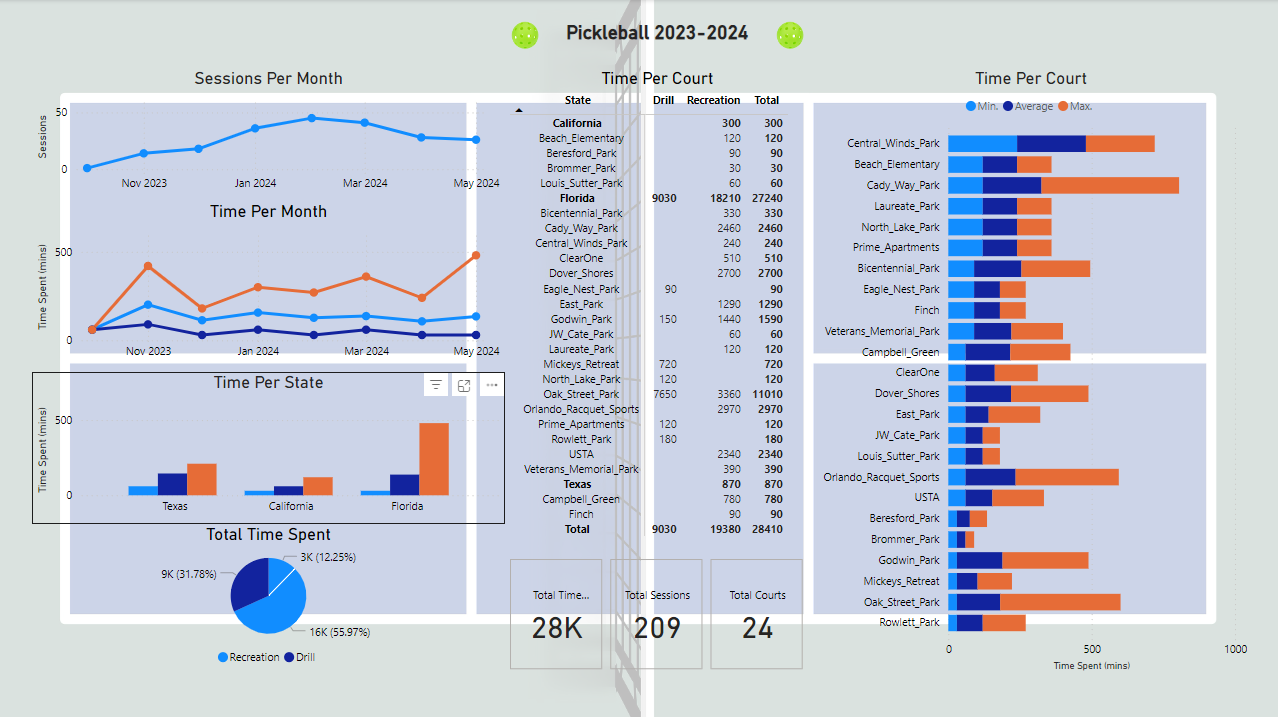 Pickleball 2023-2024
Sessions Per Month
Sessions
50
0
Nov 2023 Jan 2024 Mar 2024 May 2024
Time Per Month
Time Spent (mins)
500
0
Nov 2023 Jan 2024 Mar 2024 May 2024
Time Per State
Time Spent (mins)
500
0
Texas California Florida
Total Time Spent
3K (12.25%)
9K (31.78%)
16K (55.97%)
Recreation Drill
Time Per Court
State Drill Recreation Total
California 300 300
Beach_Elementary 120 120
Beresford_Park 90 90
Brommer_Park 30 30
Louis_Sutter_Park 60 60
Florida 9030 18210 27240
Bicentennial_Park 330 330
Cady_Way_Park 2460 2460
Central_Winds_Park 240 240
ClearOne 510 510
Dover_Shores 2700 2700
Eagle_Nest_Park 90 90
East_Park 1290 1290
Godwin_Park 150 1440 1590
JW_Cate_Park 60 60
Laureate_Park 120 120
Mickeys_Retreat 720 720
North_Lake_Park 120 120
Oak_Street_Park 7650 3360 11010
Orlando_Racquet_Sports 2970 2970
Prime_Apartments 120 120
Rowlett_Park 180 180
USTA 2340 2340
Veterans_Memorial_Park 390 390
Texas 870 870
Campbell_Green 780 780
Finch 90 90
Total 9030 19380 28410
Total Time... Total Sessions Total Courts
28K 209 24
Time Per Court
Min. Average Max.
Central_Winds_Park
Beach_Elementary
Cady_Way_Park
Laureate_Park
North_Lake_Park
Prime_Apartments
Bicentennial_Park
Eagle_Nest_Park
Finch
Veterans_Memorial_Park
Campbell_Green
ClearOne
Dover_Shores
East_Park
JW_Cate_Park
Louis_Sutter_Park
Orlando_Racquet_Sports
USTA
Beresford_Park
Brommer_Park
Godwin_Park
Mickeys_Retreat
Oak_Street_Park
Rowlett_Park
0 500 1000
Time Spent (mins)